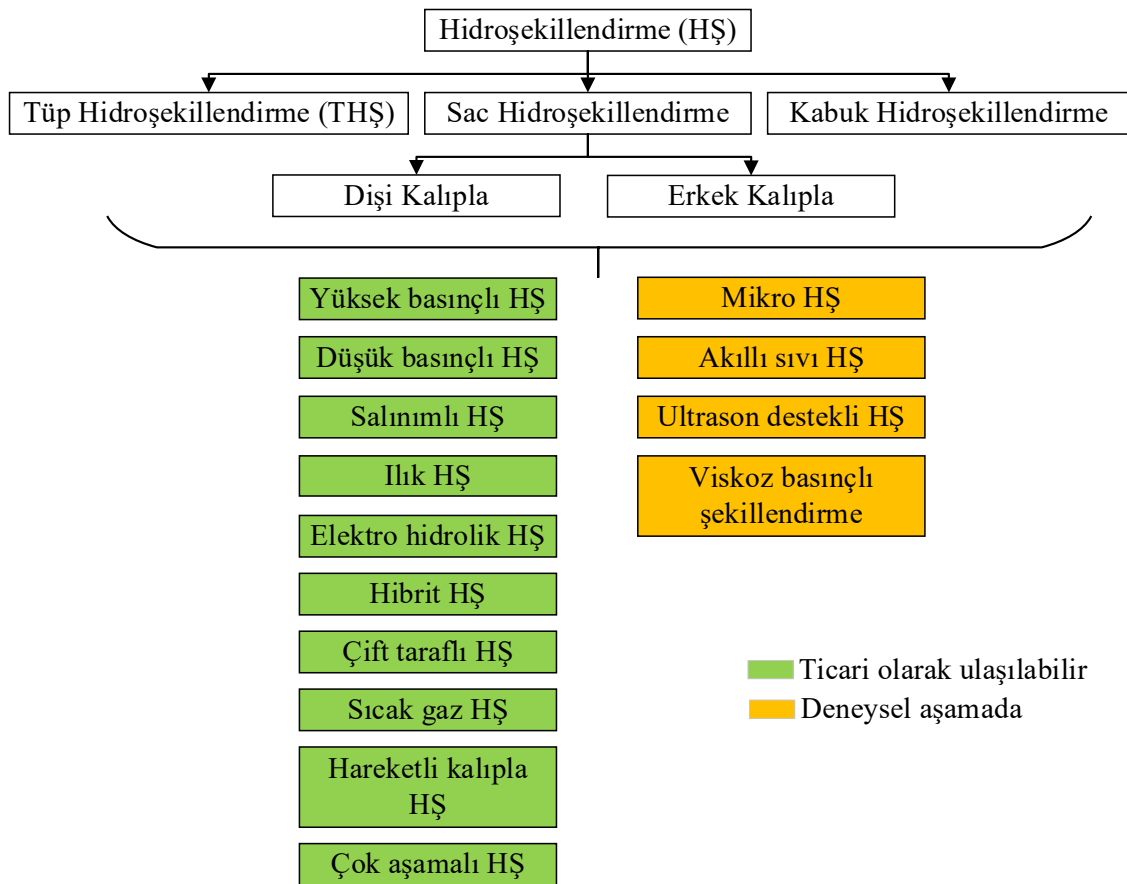 Hidroşekillendirme (HŞ)
Tüp Hidroşekillendirme (THŞ)
Sac Hidroşekillendirme
Kabuk Hidroşekillendirme
Dişi Kalıpla
Erkek Kalıpla
Yüksek basınçlı HŞ
Düşük basınçlı HŞ
Salınımlı HŞ
Ilık HŞ
Elektro hidrolik HŞ
Hibrit HŞ
Çift taraflı HŞ
Sıcak gaz HŞ
Hareketli kalıpla
HŞ
Çok aşamalı HŞ
Mikro HŞ
Akıllı sıvı HŞ
Ultrason destekli HŞ
Viskoz basınçlı
şekillendirme
Ticari olarak ulaşılabilir
Deneysel aşamada